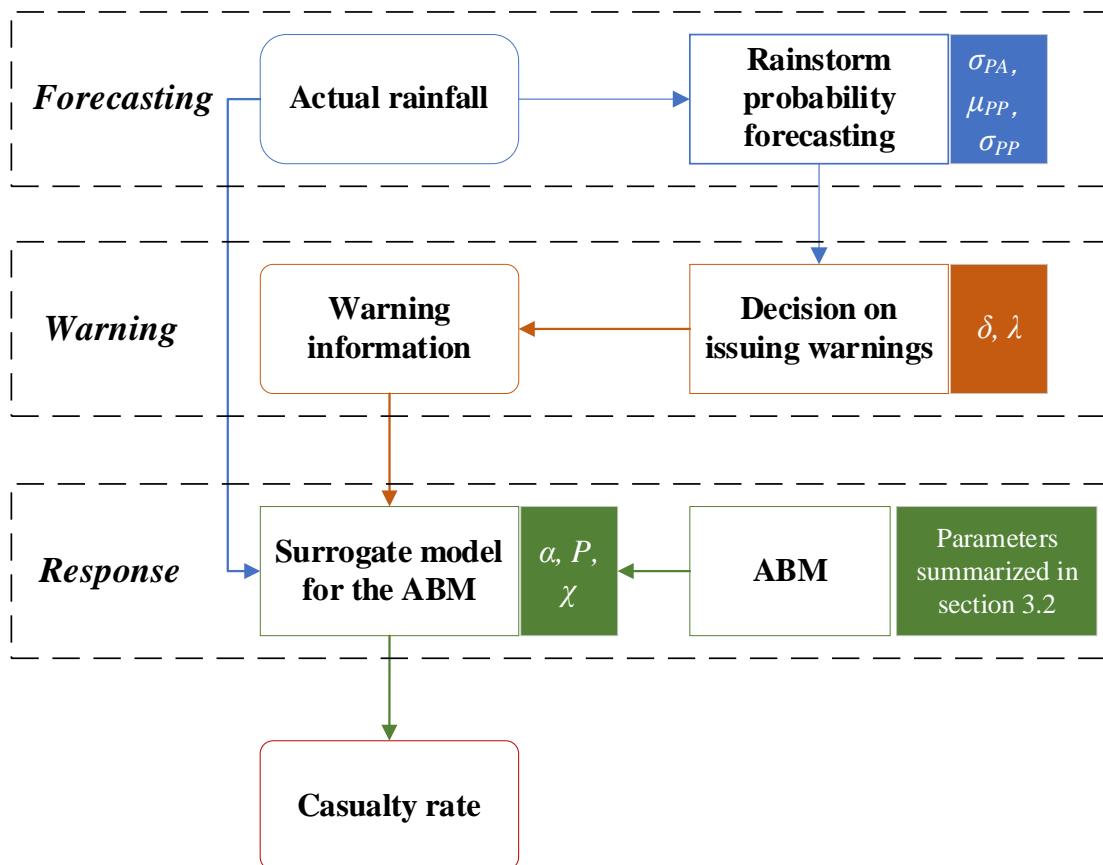 Forecasting
Actual rainfall
Rainstorm
probability
forecasting
σPA,
μPP,
σPP
Warning
Warning
information
Decision on
issuing warnings
δ, λ
Response
Surrogate model
for the ABM
α, P,
χ
ABM
Parameters
summarized in
section 3.2
Casualty rate